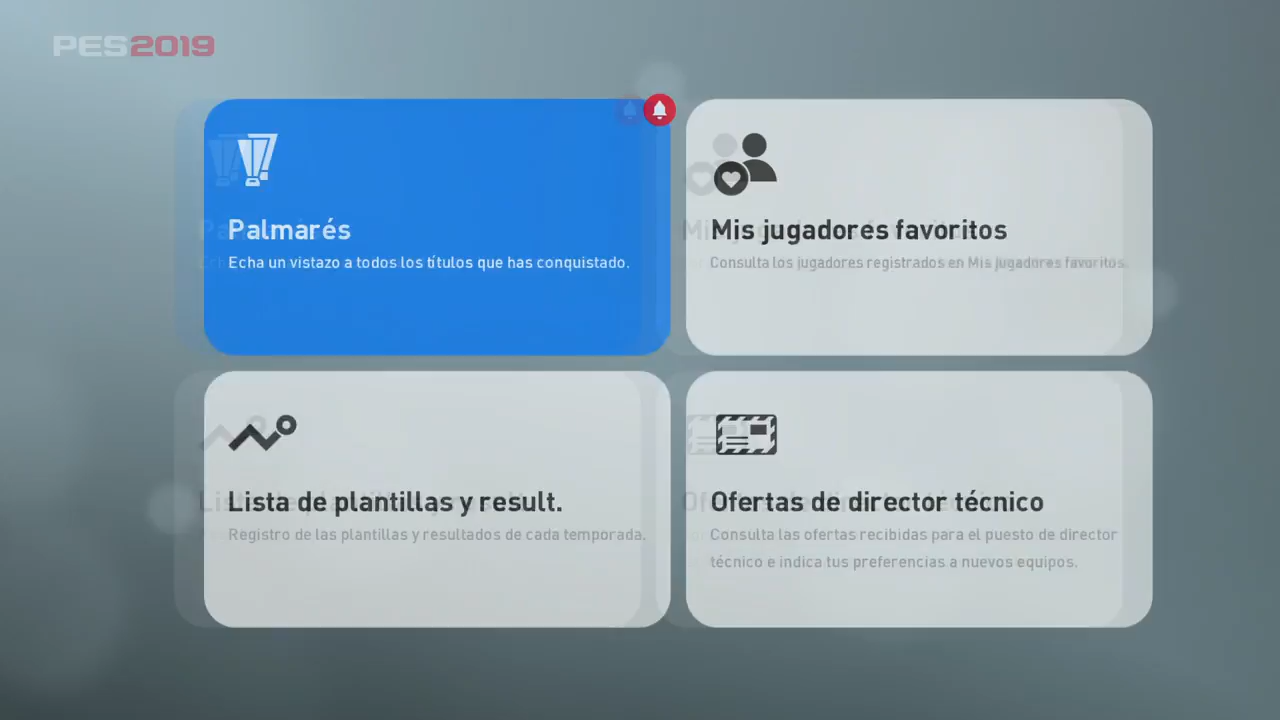 PES2019
Palmarés
Echa un vistazo a todos los títulos que has conquistado.
Mis jugadores favoritos
Consulta los jugadores registrados en Mis jugadores favoritos.
Lista de plantillas y result.
Registro de las plantillas y resultados de cada temporada.
Ofertas de director técnico
Consulta las ofertas recibidas para el puesto de director
técnico e indica tus preferencias a nuevos equipos.